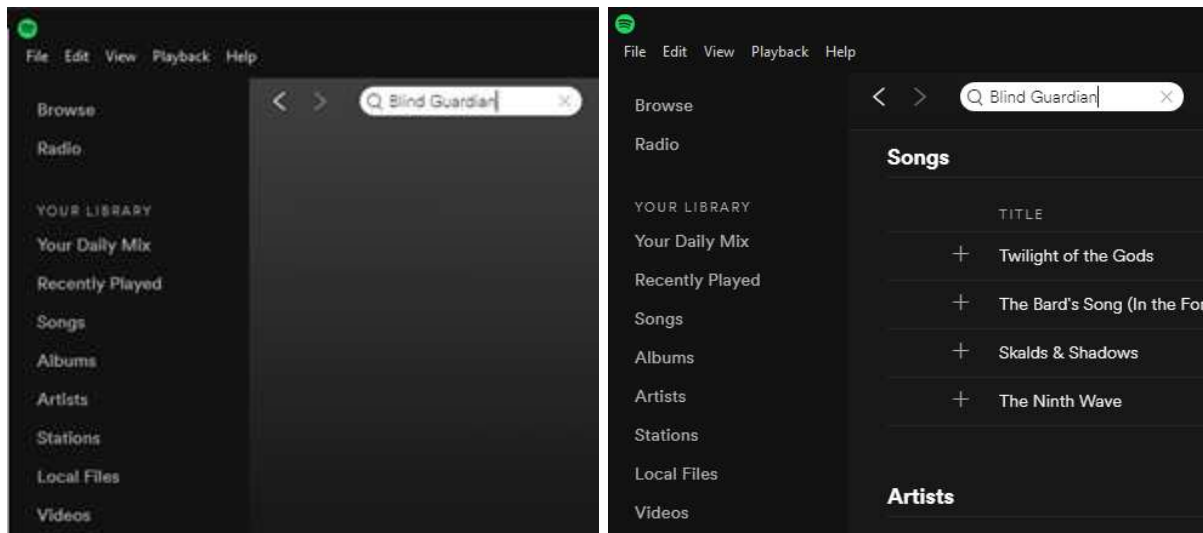 File Edit View Playback Help
Blind Guardian
Browse
Radio
YOUR LIBRARY
Your Daily Mix
Recently Played
Songs
Albums
Artists
Stations
Local Files
Videos
File Edit View Playback Help
Blind Guardian
Browse
Radio
YOUR LIBRARY
Your Daily Mix
Recently Played
Songs
Albums
Artists
Stations
Local Files
Videos
Songs
TITLE
Twilight of the Gods
The Bard's Song (In the For
Skalds & Shadows
The Ninth Wave
Artists